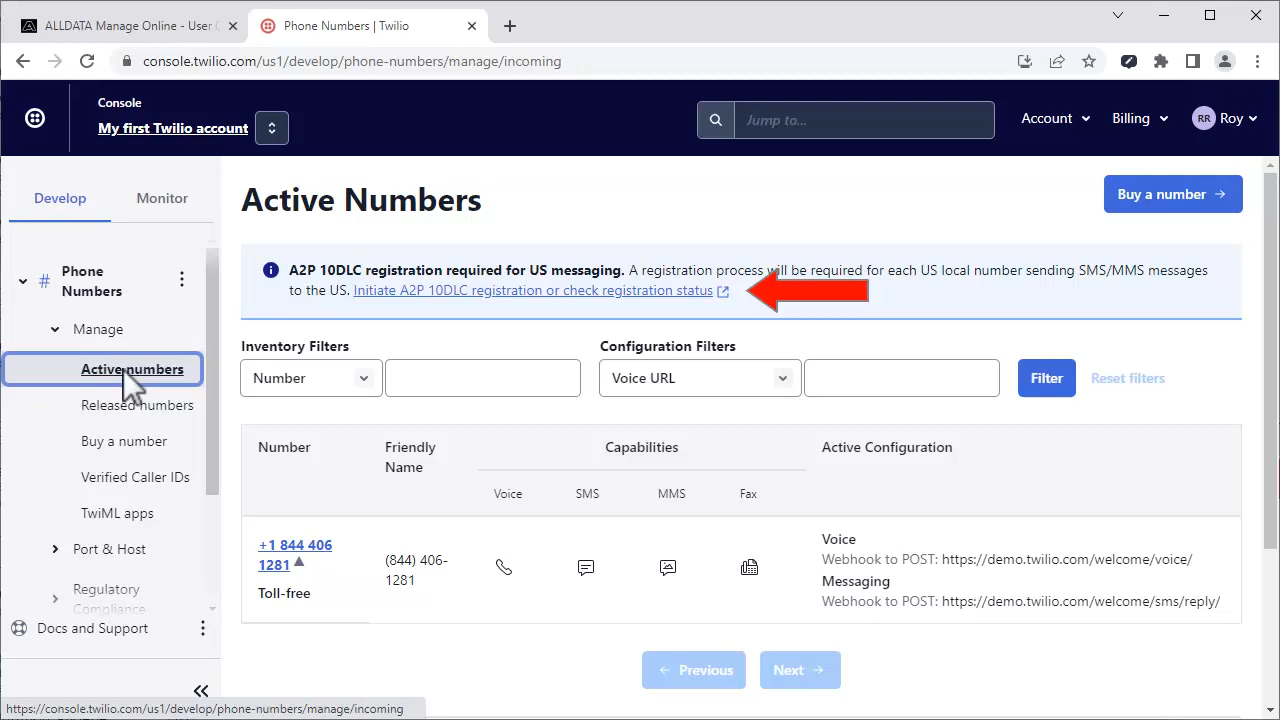 ALLDATA Manage Online - User G
Phone Numbers | Twilio
console.twilio.com/us1/develop/phone-numbers/manage/incoming
Console
My first Twilio account
Jump to...
Account
Billing
RR
Roy
Develop
Monitor
# Phone
Numbers
Manage
Active numbers
Released numbers
Buy a number
Verified Caller IDs
TwiML apps
Port & Host
Regulatory
Compliance
Docs and Support
Active Numbers
Buy a number
A2P 10DLC registration required for US messaging. A registration process will be required for each US local number sending SMS/MMS messages
to the US. Initiate A2P 10DLC registration or check registration status
Inventory Filters
Configuration Filters
Number
Voice URL
Filter
Reset filters
Number
Friendly
Name
Capabilities
Active Configuration
Voice
SMS
MMS
Fax
+1 844 406
1281
Toll-free
(844) 406-
1281
Voice
Webhook to POST: https://demo.twilio.com/welcome/voice/
Messaging
Webhook to POST: https://demo.twilio.com/welcome/sms/reply/
Previous
Next
https://console.twilio.com/us1/develop/phone-numbers/manage/incoming